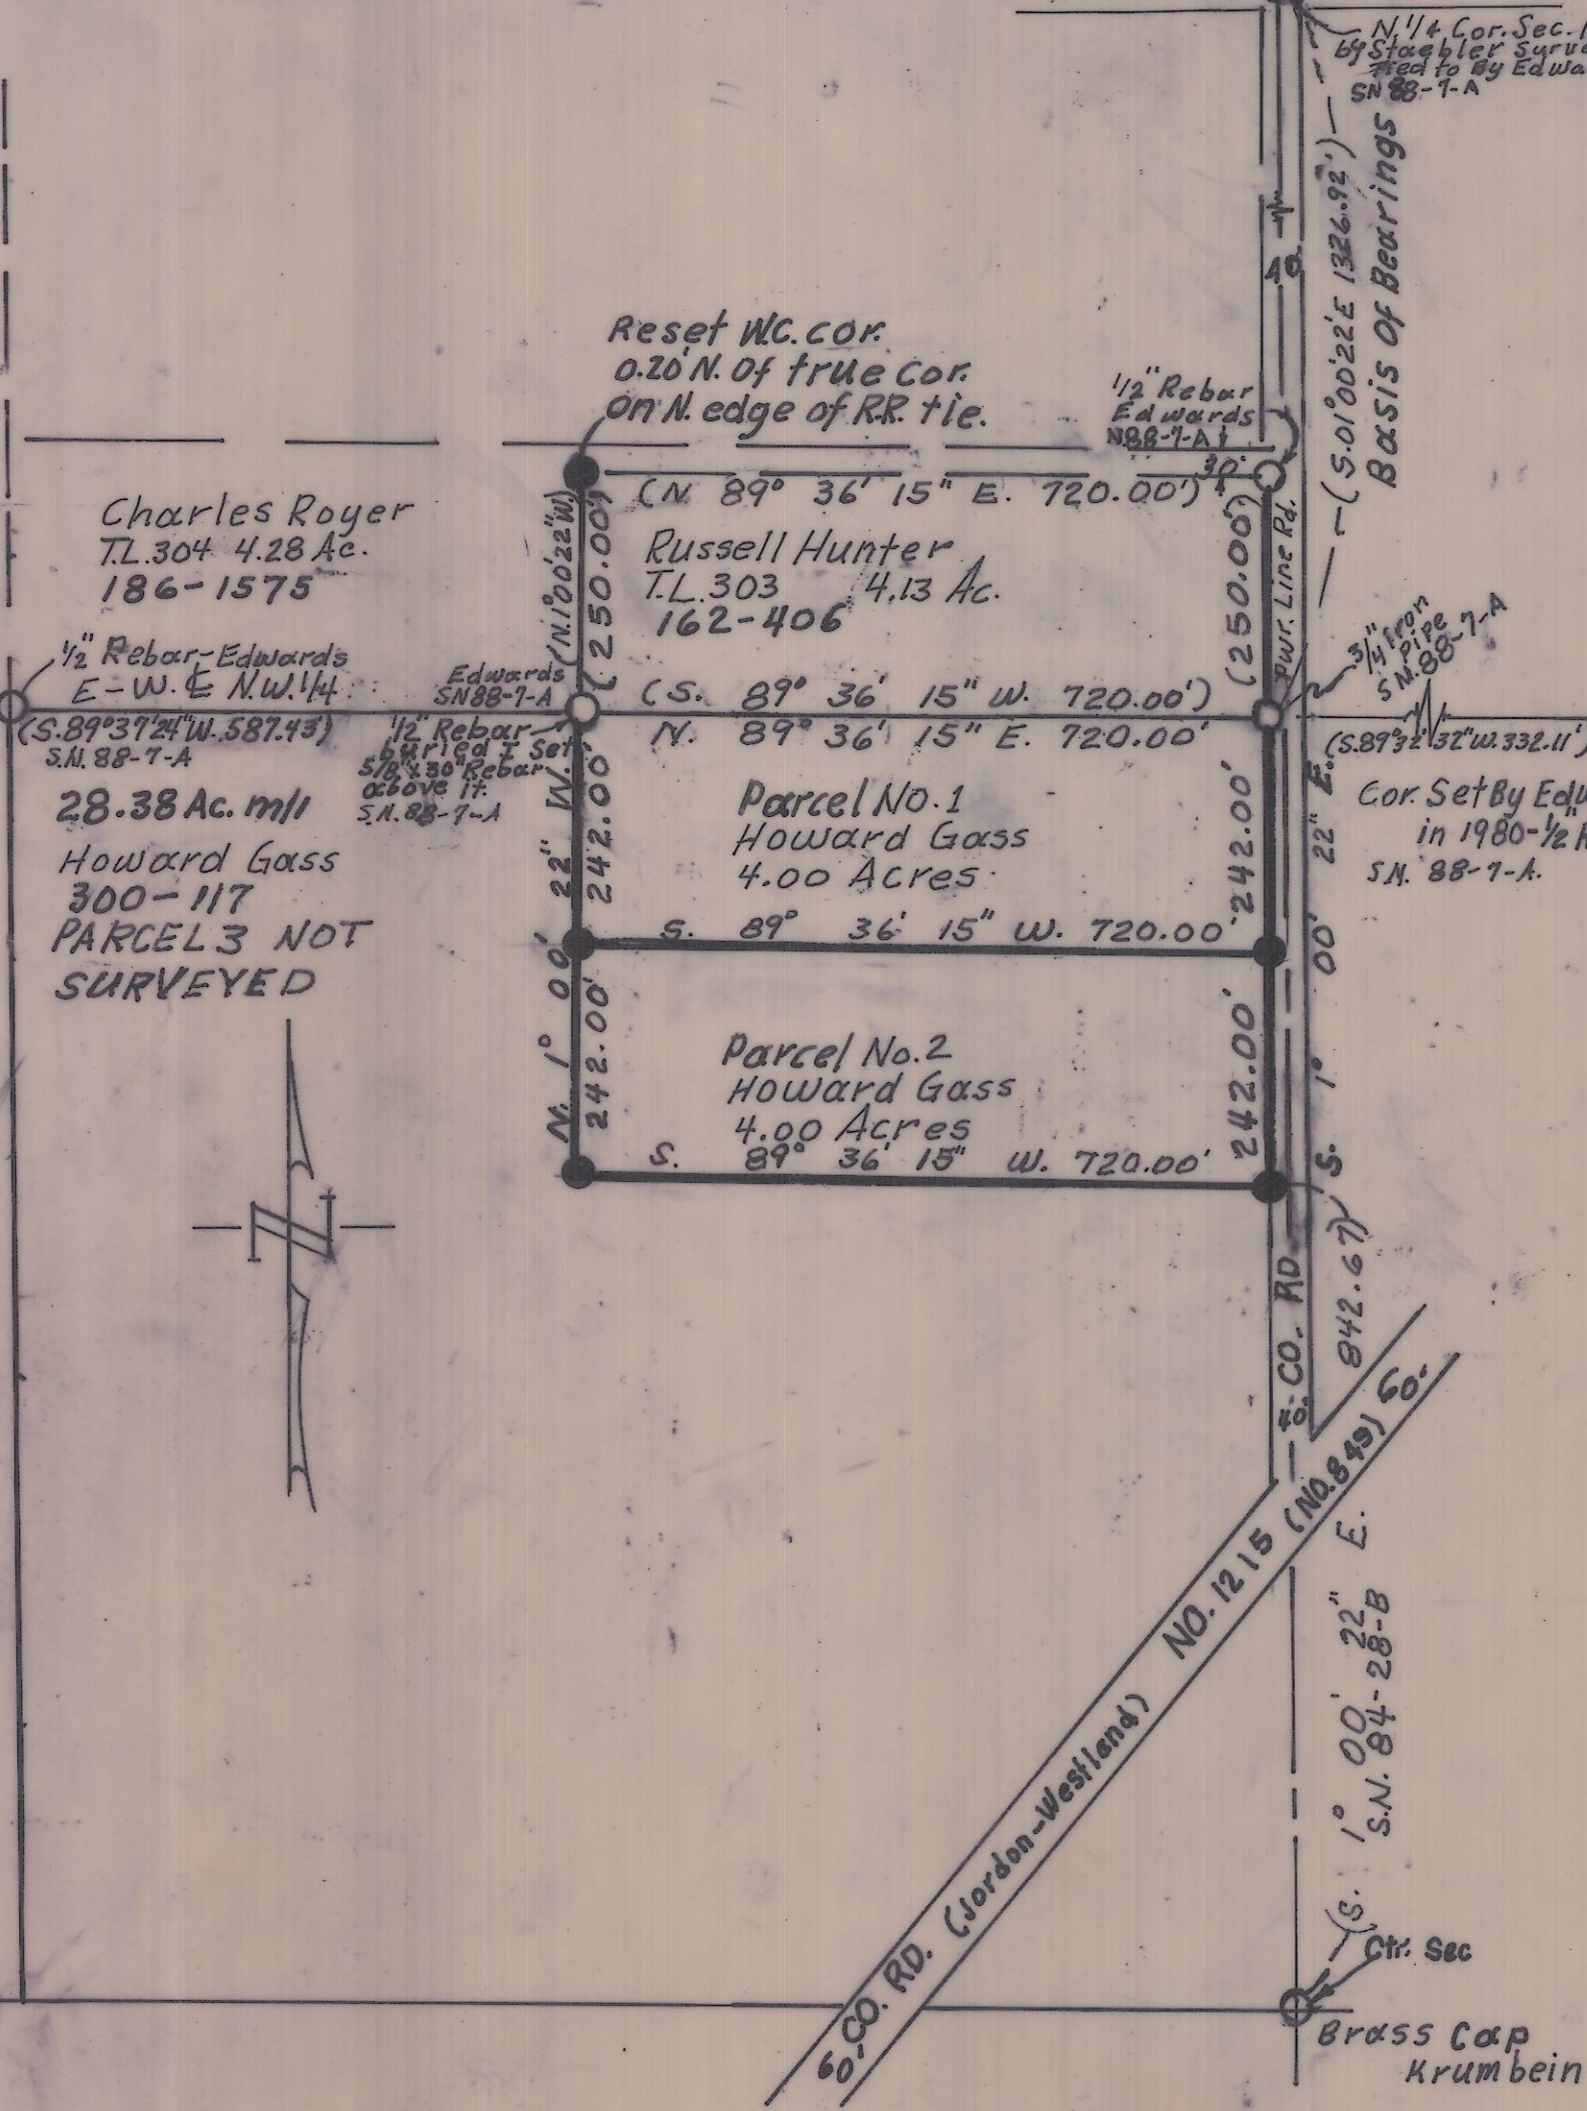 N. 1/4 Cor. Sec.
by Staebler
Tied to By
SN 88-7-A
(S.01°00'22"E 1326.92')
Basis Of Bearings
40'
Reset W.C. cor.
0.20' N. Of true Cor.
on N. edge of R.R. tie.
1/2" Rebar
Edwards
N88-7-A
30'
(N. 89° 36' 15" E. 720.00')
Charles Royer
T.L. 304 4.28 Ac.
186-1575
(N.1°00'22"W)
(250.00')
Russell Hunter
T.L. 303 4.13 Ac.
162-406
(250.00')
Pwr. Line Rd.
3/4" Iron
Pipe
S.N. 88-7-A
1/2" Rebar-Edwards
E-W. ℄ N.W. 1/4
(S.89°37'24"W. 587.43')
S.N. 88-7-A
Edwards
SN 88-7-A
(S. 89° 36' 15" W. 720.00')
N. 89° 36' 15" E. 720.00'
(S.89°32'32"W. 332.11')
1/2" Rebar
buried I Set
5/8" x 30" Rebar
above it.
S.N. 88-7-A
28.38 Ac. m/l
Howard Gass
300-117
PARCEL 3 NOT
SURVEYED
Parcel No. 1
Howard Gass
4.00 Acres
242.00'
242.00'
Cor. Set By
in 1980-1/2"
S.N. 88-7-A.
S. 89° 36' 15" W. 720.00'
N. 1° 00' 22" W.
S. 1° 00' 22" E.
Parcel No. 2
Howard Gass
4.00 Acres
242.00'
242.00'
S. 89° 36' 15" W. 720.00'
N
842.67')
40' CO. RD.
60' CO. RD. (Jordon-Westland) NO. 1215 (NO. 849) 60'
(S. 1° 00' 22" E.
S.N. 84-28-B
Ctr. Sec
Brass Cap
Krumbein